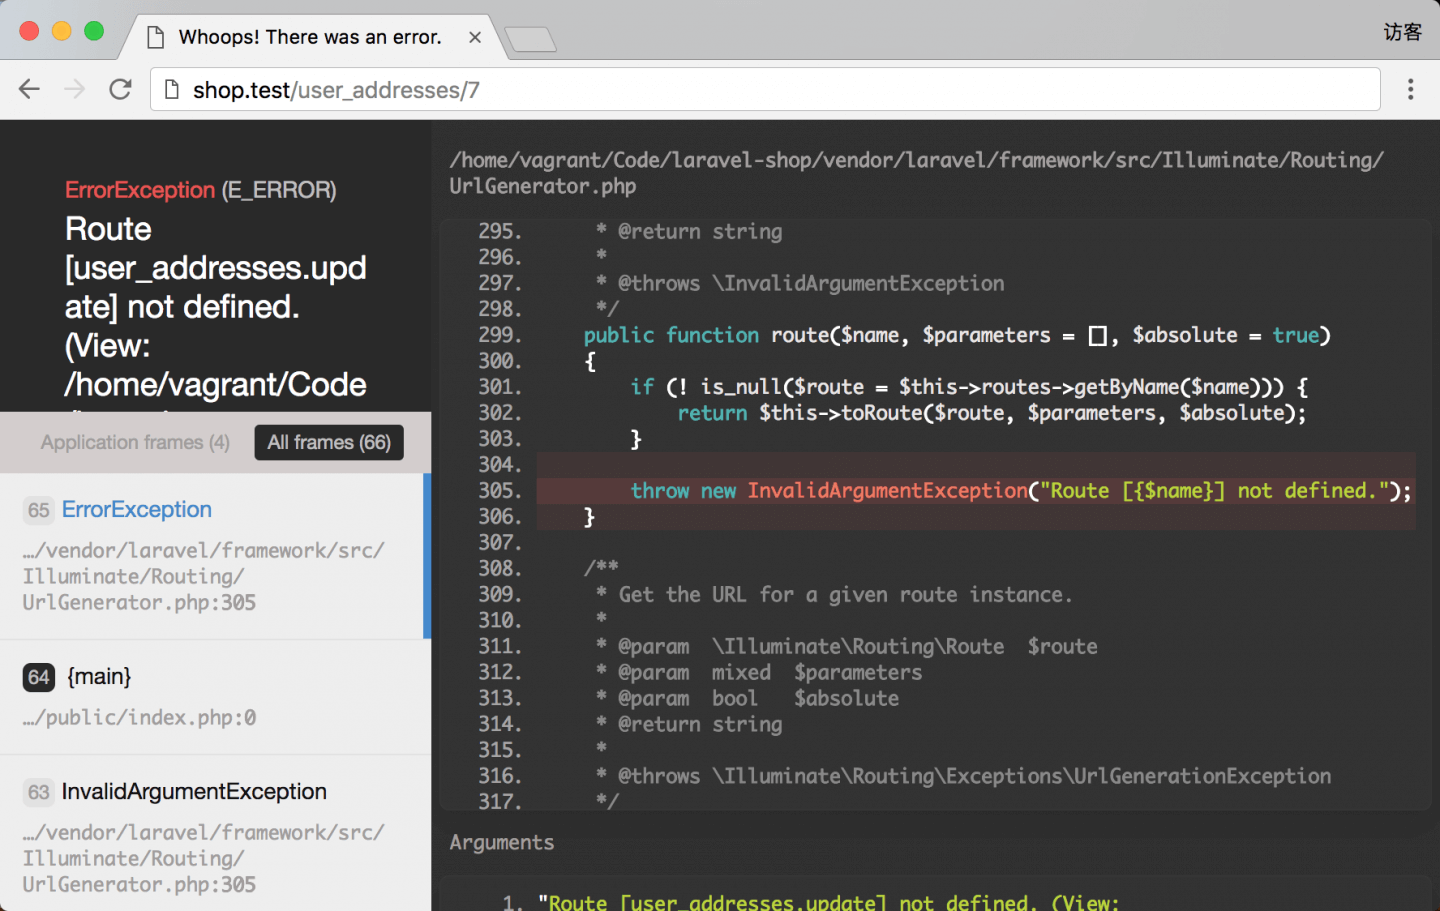 Whoops! There was an error.
访客
shop.test/user_addresses/7
ErrorException (E_ERROR)
Route
[user_addresses.upd
ate] not defined.
(View:
/home/vagrant/Code
Application frames (4)
All frames (66)
65 ErrorException
…/vendor/laravel/framework/src/
Illuminate/Routing/
UrlGenerator.php:305
64 {main}
…/public/index.php:0
63 InvalidArgumentException
…/vendor/laravel/framework/src/
Illuminate/Routing/
UrlGenerator.php:305
/home/vagrant/Code/laravel-shop/vendor/laravel/framework/src/Illuminate/Routing/
UrlGenerator.php
295.      * @return string
296.      *
297.      * @throws \InvalidArgumentException
298.      */
299.     public function route($name, $parameters = [], $absolute = true)
300.     {
301.         if (! is_null($route = $this->routes->getByName($name))) {
302.             return $this->toRoute($route, $parameters, $absolute);
303.         }
304.
305.         throw new InvalidArgumentException("Route [{$name}] not defined.");
306.     }
307.
308.     /**
309.      * Get the URL for a given route instance.
310.      *
311.      * @param  \Illuminate\Routing\Route  $route
312.      * @param  mixed  $parameters
313.      * @param  bool   $absolute
314.      * @return string
315.      *
316.      * @throws \Illuminate\Routing\Exceptions\UrlGenerationException
317.      */
Arguments
1. "Route [user_addresses.update] not defined. (View: